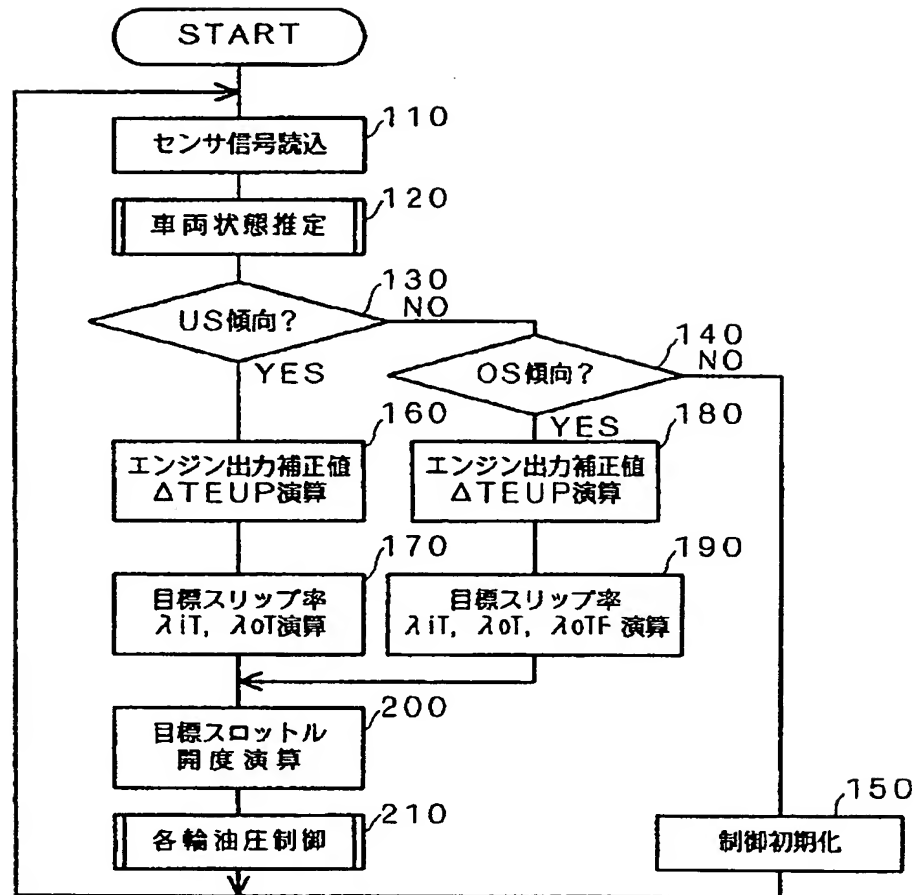 START
110
センサ信号読込
120
車両状態推定
130
US傾向?
NO
YES
140
OS傾向?
NO
YES
160
エンジン出力補正値
ΔTEUP演算
180
エンジン出力補正値
ΔTEUP演算
170
目標スリップ率
λiT, λoT演算
190
目標スリップ率
λiT, λoT, λoTF 演算
200
目標スロットル
開度演算
210
各輪油圧制御
150
制御初期化